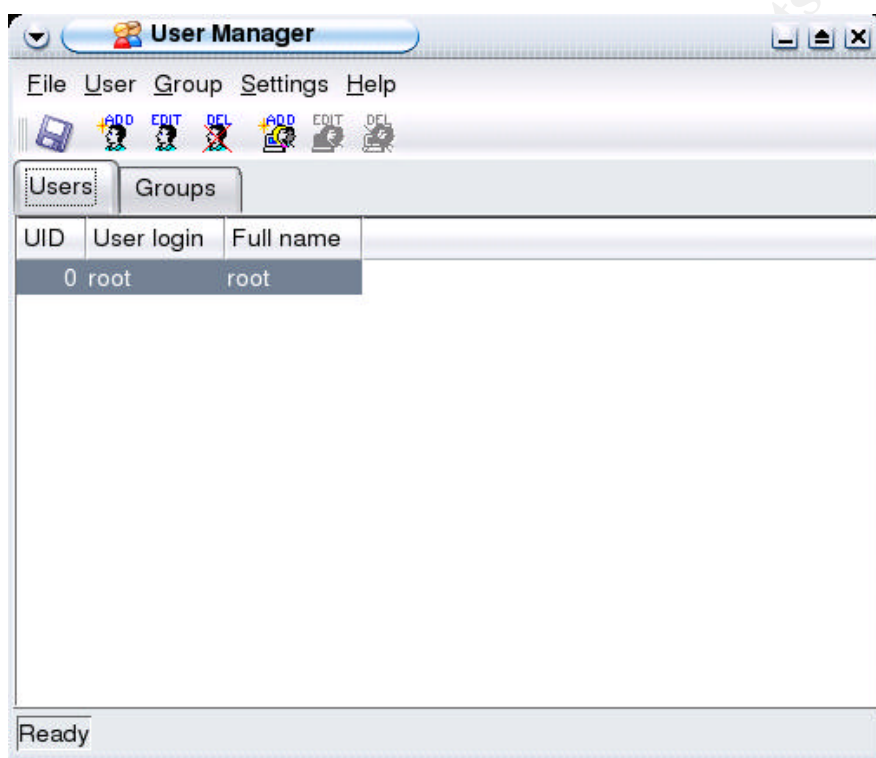 User Manager
File User Group Settings Help
ADD EDIT DEL ADD EDIT DEL
Users Groups
UID User login Full name
0 root root
Ready